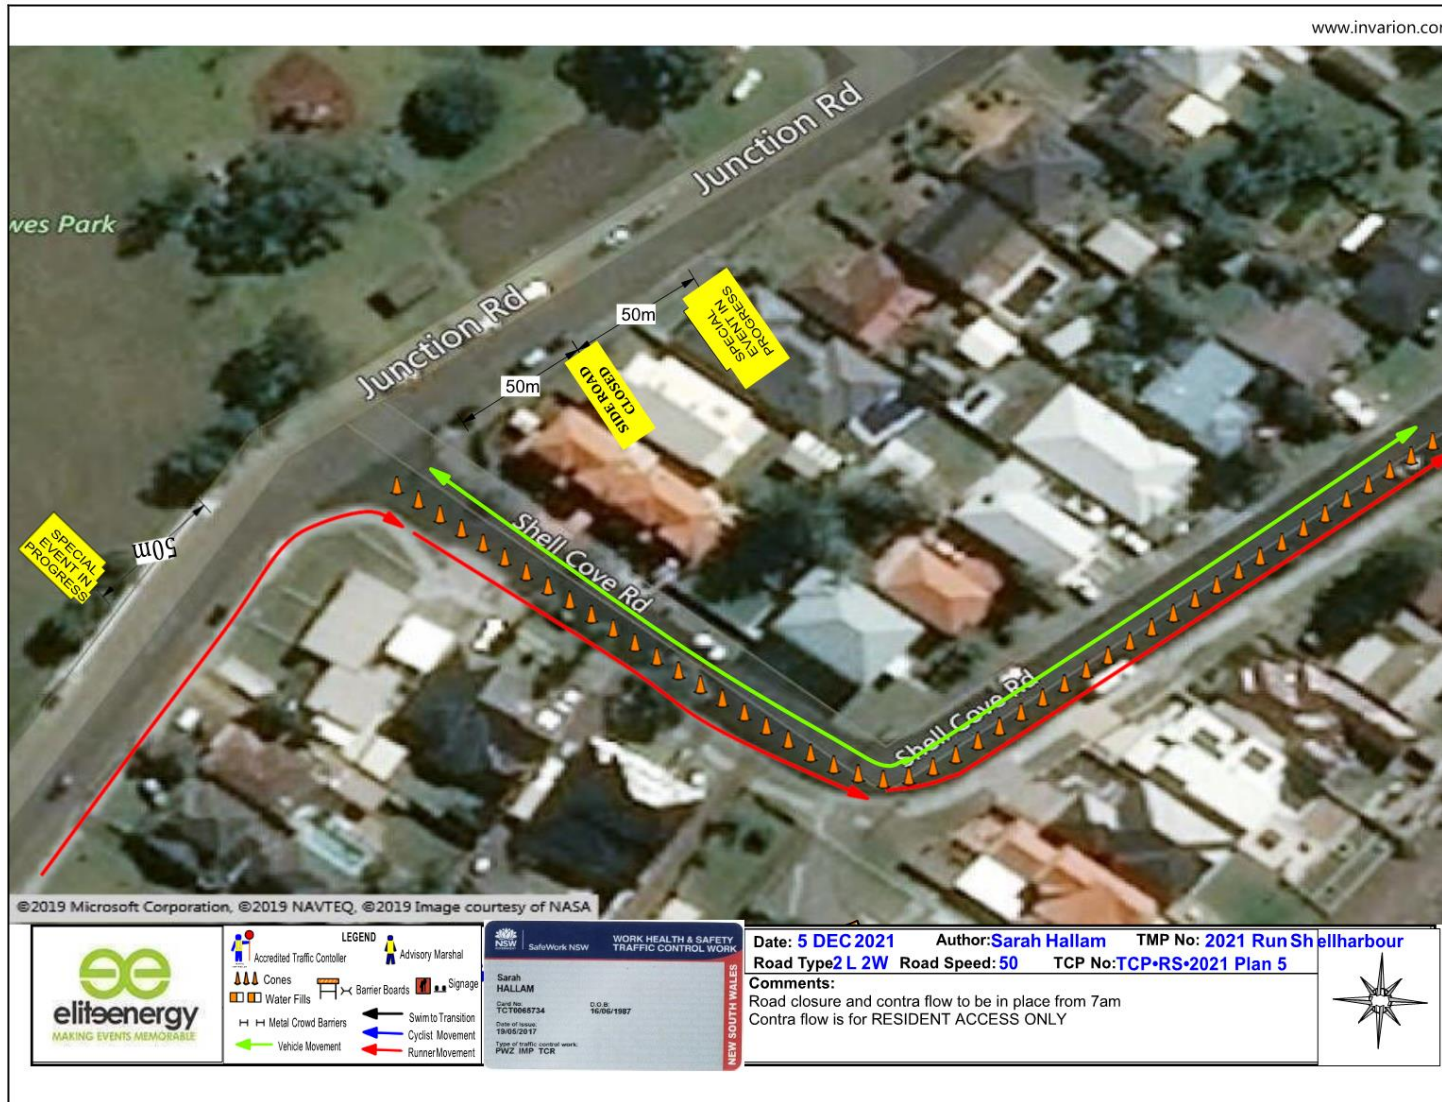 www.invarion.com
Junction Rd
wes Park
Junction Rd
50m
SPECIAL
EVENT IN
PROGRESS
50m
SIDE ROAD
CLOSED
50m
SPECIAL
EVENT IN
PROGRESS
Shell Cove Rd
Shell Cove Rd
©2019 Microsoft Corporation, ©2019 NAVTEQ, ©2019 Image courtesy of NASA
eliteenergy
MAKING EVENTS MEMORABLE
LEGEND
Accredited Traffic Contoller
Advisory Marshal
Cones
Water Fills
Barrier Boards
Signage
Metal Crowd Barriers
Swim to Transition
Cyclist Movement
Vehicle Movement
Runner Movement
NSW
SafeWork NSW
WORK HEALTH & SAFETY
TRAFFIC CONTROL WORK
Sarah
HALLAM
Card No:
TCT0065734
D.O.B:
16/06/1987
Date of Issue:
19/05/2017
Type of traffic control work:
PWZ IMP TCR
NEW SOUTH WALES
Date: 5 DEC 2021 Author: Sarah Hallam TMP No: 2021 Run Shellharbour
Road Type 2 L 2W Road Speed: 50 TCP No: TCP•RS•2021 Plan 5
Comments:
Road closure and contra flow to be in place from 7am
Contra flow is for RESIDENT ACCESS ONLY